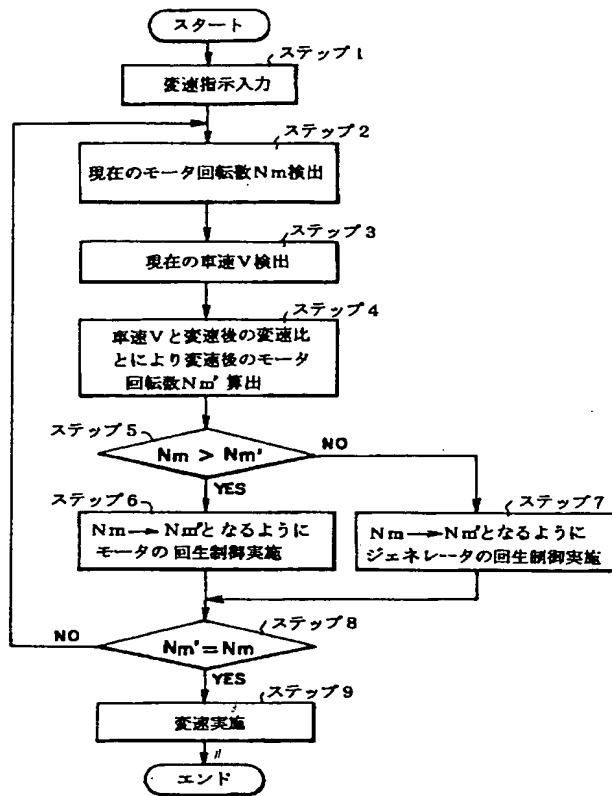 スタート
ステップ1
変速指示入力
ステップ2
現在のモータ回転数Nm検出
ステップ3
現在の車速V検出
ステップ4
車速Vと変速後の変速比
とにより変速後のモータ
回転数Nm'算出
ステップ5
Nm > Nm'
NO
YES
ステップ6
Nm→Nm'となるように
モータの回生制御実施
ステップ7
Nm→Nm'となるように
ジェネレータの回生制御実施
ステップ8
Nm'=Nm
NO
YES
ステップ9
変速実施
エンド